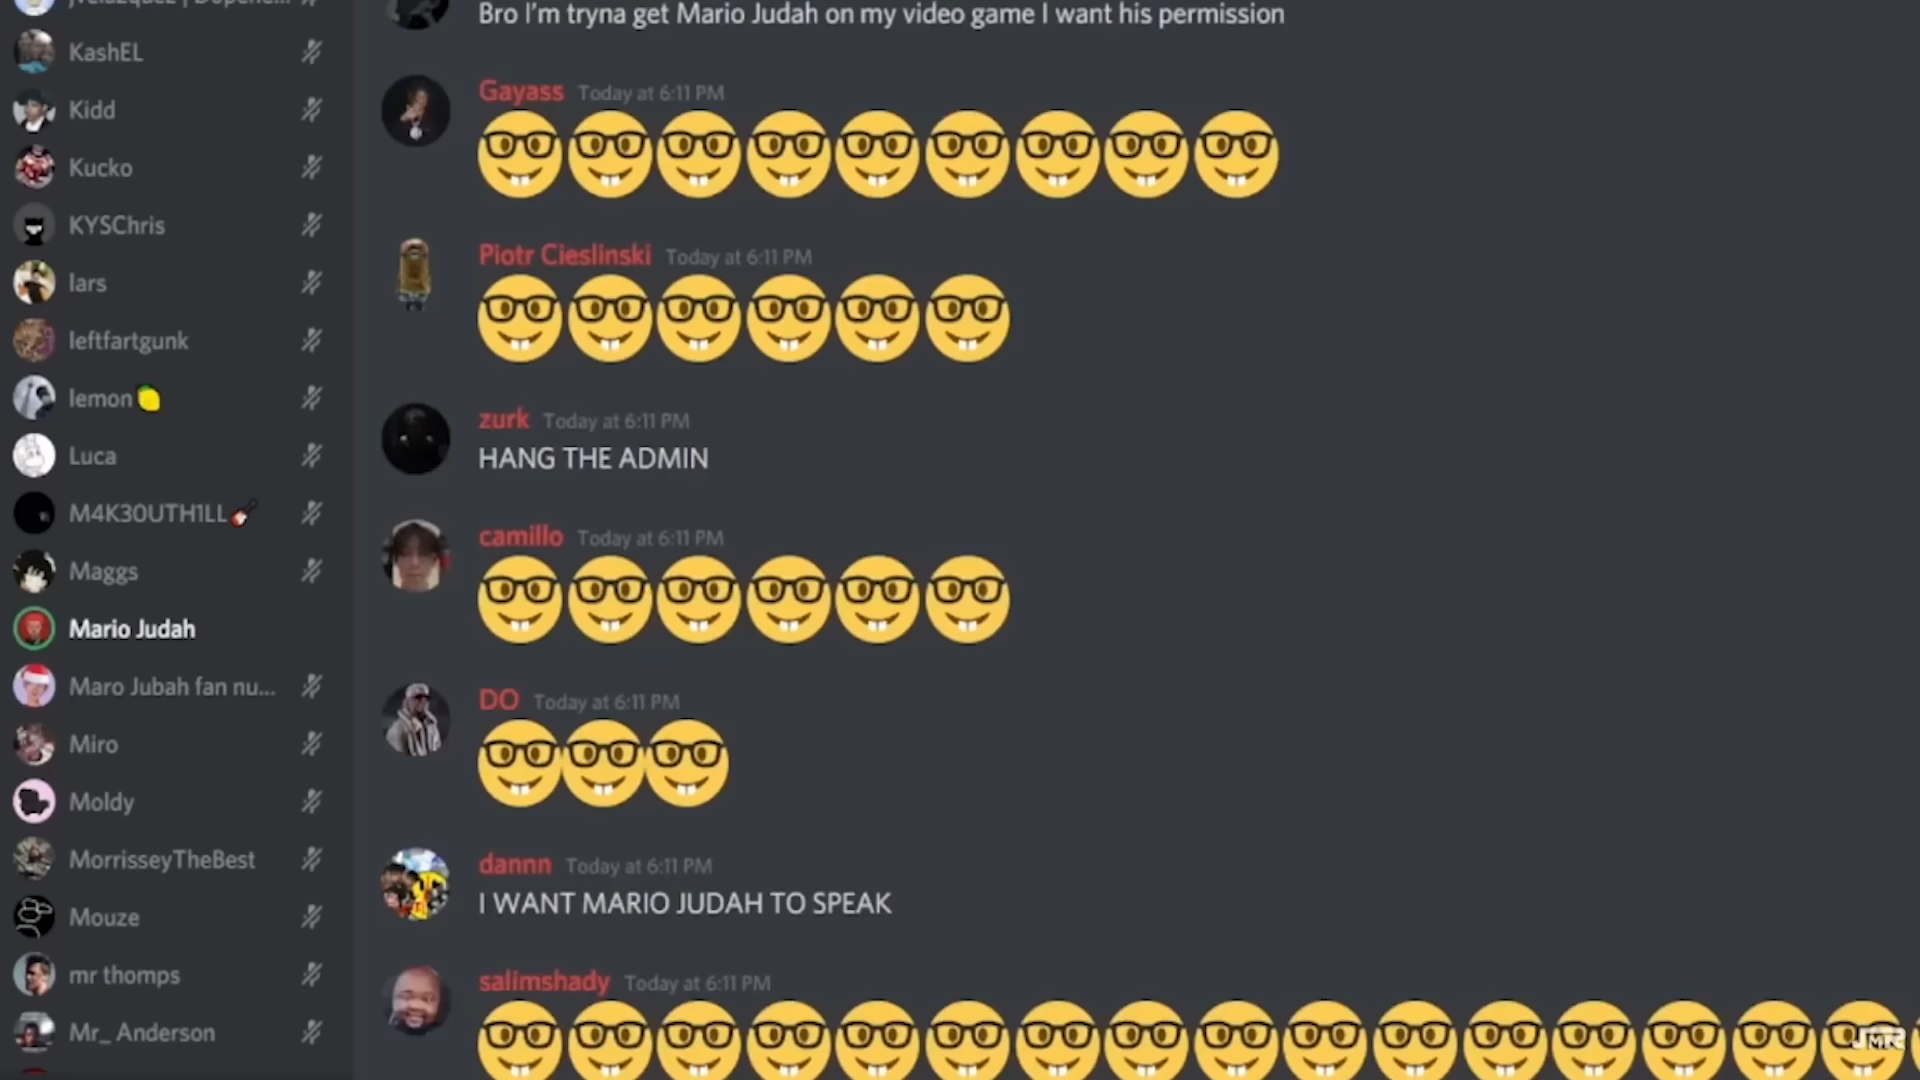 KashEL
Kidd
Kucko
KYSChris
lars
leftfartgunk
lemon🍋
Luca
M4K30UTH1LL
Maggs
Mario Judah
Maro Jubah fan nu...
Miro
Moldy
MorrisseyTheBest
Mouze
mr thomps
Mr_ Anderson
Bro I'm tryna get Mario Judah on my video game I want his permission
Gayass Today at 6:11 PM
🤓🤓🤓🤓🤓🤓🤓🤓🤓
Piotr Cieslinski Today at 6:11 PM
🤓🤓🤓🤓🤓🤓
zurk Today at 6:11 PM
HANG THE ADMIN
camillo Today at 6:11 PM
🤓🤓🤓🤓🤓🤓
DO Today at 6:11 PM
🤓🤓🤓
dannn Today at 6:11 PM
I WANT MARIO JUDAH TO SPEAK
salimshady Today at 6:11 PM
🤓🤓🤓🤓🤓🤓🤓🤓🤓🤓🤓🤓🤓🤓🤓🤓